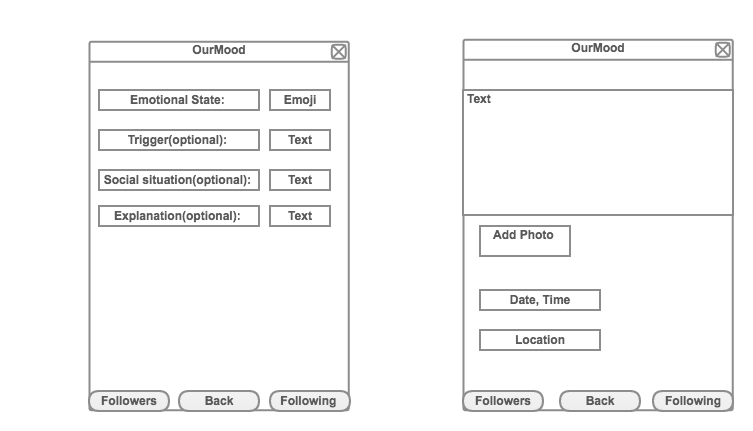 OurMood
Emotional State: Emoji
Trigger(optional): Text
Social situation(optional): Text
Explanation(optional): Text
Followers Back Following
OurMood
Text
Add Photo
Date, Time
Location
Followers Back Following